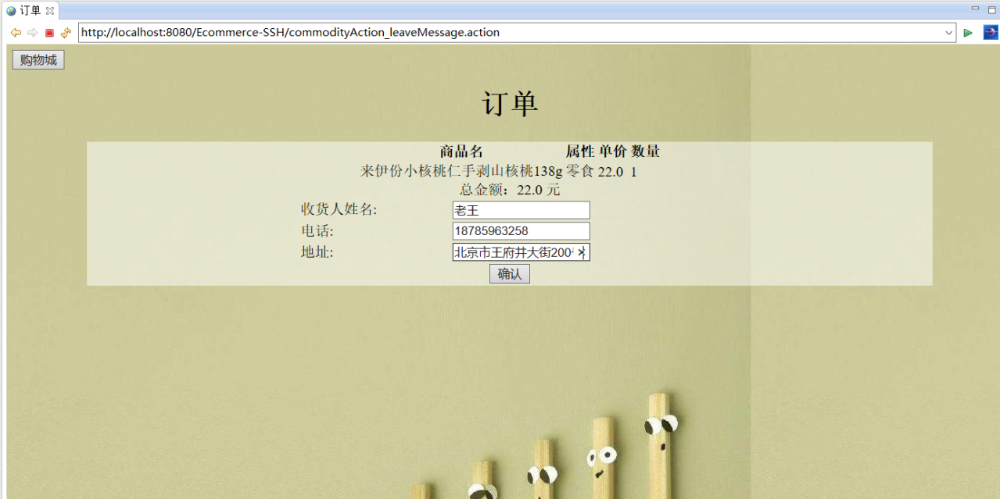 订单
http://localhost:8080/Ecommerce-SSH/commodityAction_leaveMessage.action
购物城
订单
商品名 属性 单价 数量
来伊份小核桃仁手剥山核桃138g 零食 22.0 1
总金额：22.0 元
收货人姓名: 老王
电话: 18785963258
地址: 北京市王府井大街200
确认